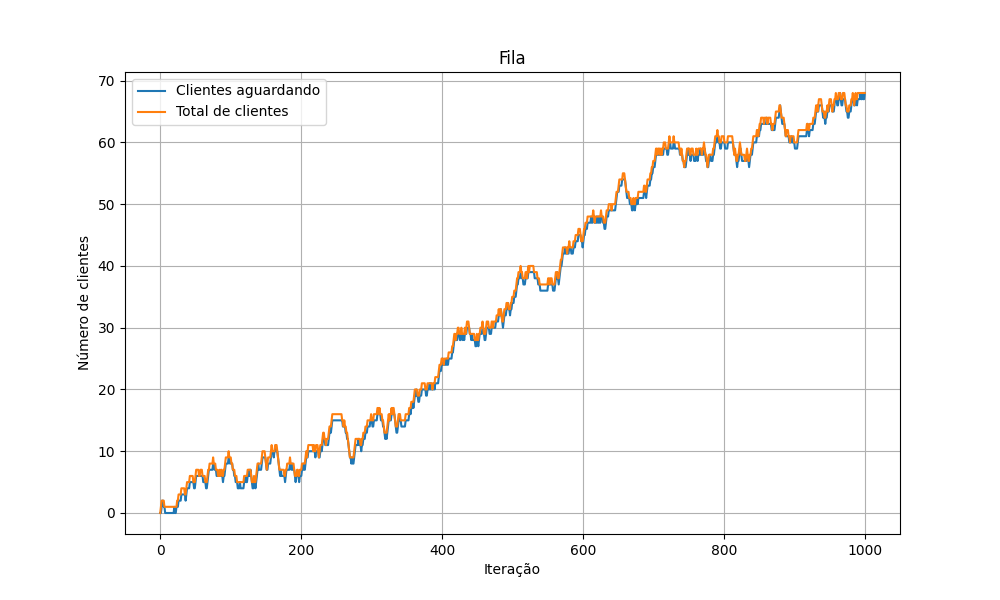 Fila
Clientes aguardando
Total de clientes
70
60
50
40
30
20
10
0
Número de clientes
0 200 400 600 800 1000
Iteração